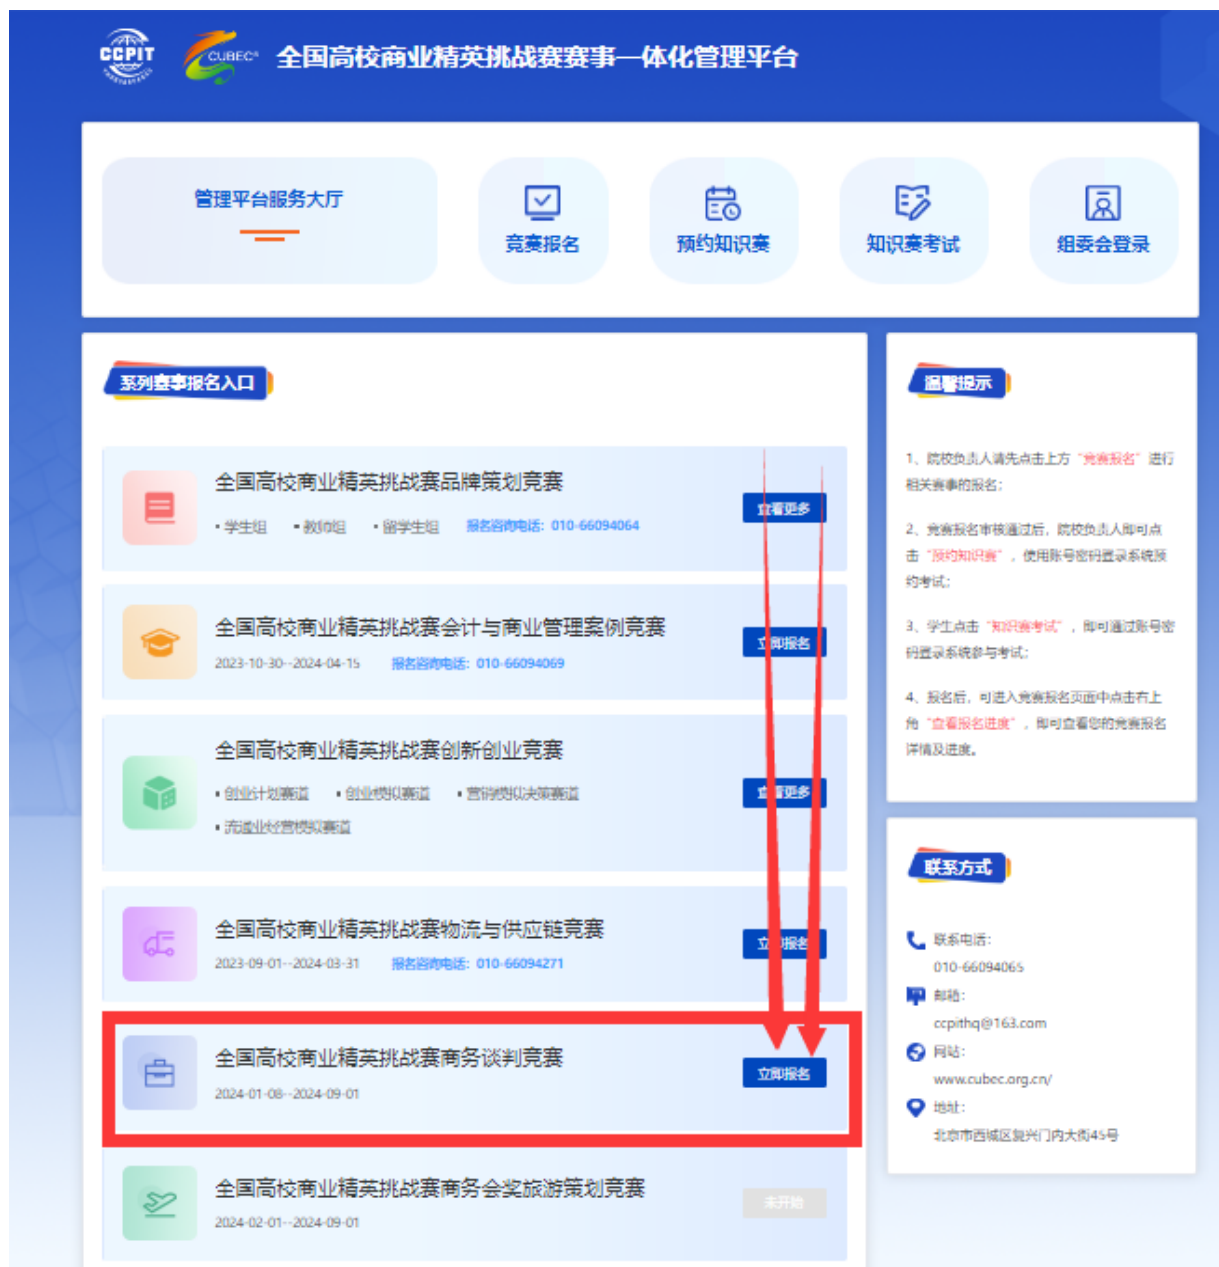 CCPIT
CUBEC®
全国高校商业精英挑战赛赛事一体化管理平台
管理平台服务大厅
竞赛报名
预约知识赛
知识赛考试
组委会登录
系列赛事报名入口
全国高校商业精英挑战赛品牌策划竞赛
▪ 学生组 ▪ 教师组 ▪ 留学生组 报名咨询电话：010-66094064
查看更多
全国高校商业精英挑战赛会计与商业管理案例竞赛
2023-10-30--2024-04-15 报名咨询电话：010-66094069
立即报名
全国高校商业精英挑战赛创新创业竞赛
▪ 创业计划赛道 ▪ 创业模拟赛道 ▪ 营销模拟决策赛道
▪ 流通业经营模拟赛道
查看更多
全国高校商业精英挑战赛物流与供应链竞赛
2023-09-01--2024-03-31 报名咨询电话：010-66094271
立即报名
全国高校商业精英挑战赛商务谈判竞赛
2024-01-08--2024-09-01
立即报名
全国高校商业精英挑战赛商务会奖旅游策划竞赛
2024-02-01--2024-09-01
未开始
温馨提示
1、院校负责人请先点击上方“竞赛报名”进行
相关赛事的报名；
2、竞赛报名审核通过后，院校负责人即可点
击“预约知识赛”，使用账号密码登录系统预
约考试；
3、学生点击“知识赛考试”，即可通过账号密
码登录系统参与考试；
4、报名后，可进入竞赛报名页面中点击右上
角“查看报名进度”，即可查看您的竞赛报名
详情及进度。
联系方式
联系电话：
010-66094065
邮箱：
ccpithq@163.com
网站：
www.cubec.org.cn/
地址：
北京市西城区复兴门内大街45号